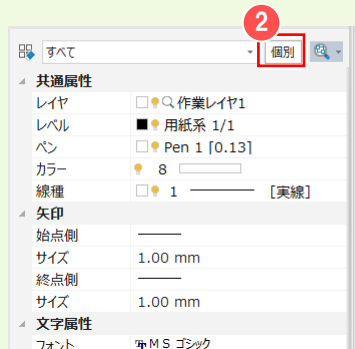 2
すべて 個別
共通属性
レイヤ 作業レイヤ1
レベル 用紙系 1/1
ペン Pen 1 [0.13]
カラー 8
線種 1 [実線]
矢印
始点側
サイズ 1.00 mm
終点側
サイズ 1.00 mm
文字属性
フォント MS ゴシック